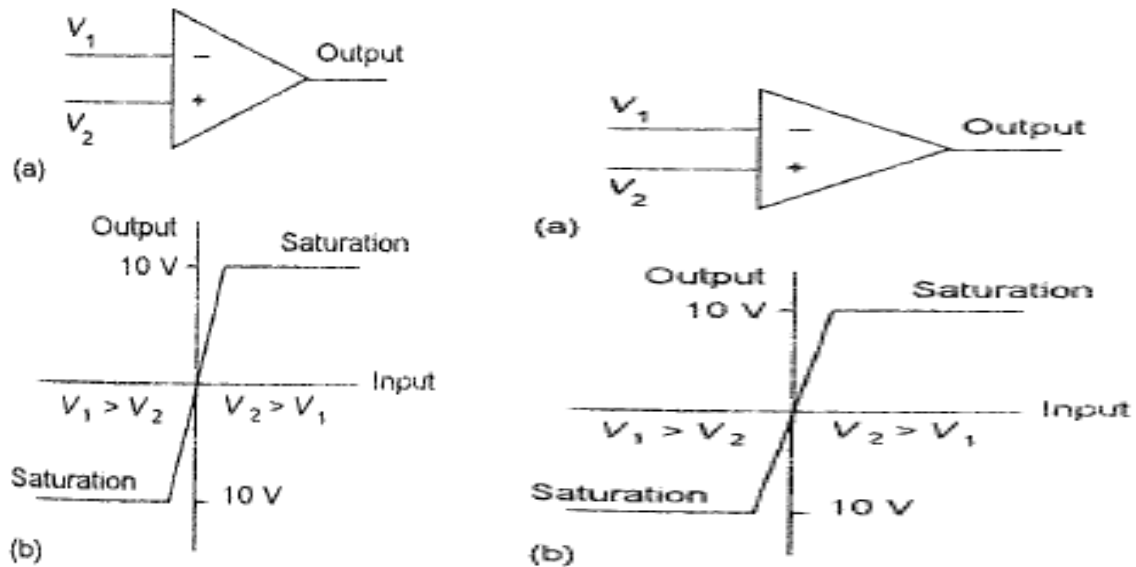 V1
Output
−
+
V2
(a)
Output
Saturation
10 V
Input
V1 > V2
V2 > V1
Saturation
10 V
(b)
V1
Output
−
+
V2
(a)
Output
Saturation
10 V
Input
V1 > V2
V2 > V1
Saturation
10 V
(b)